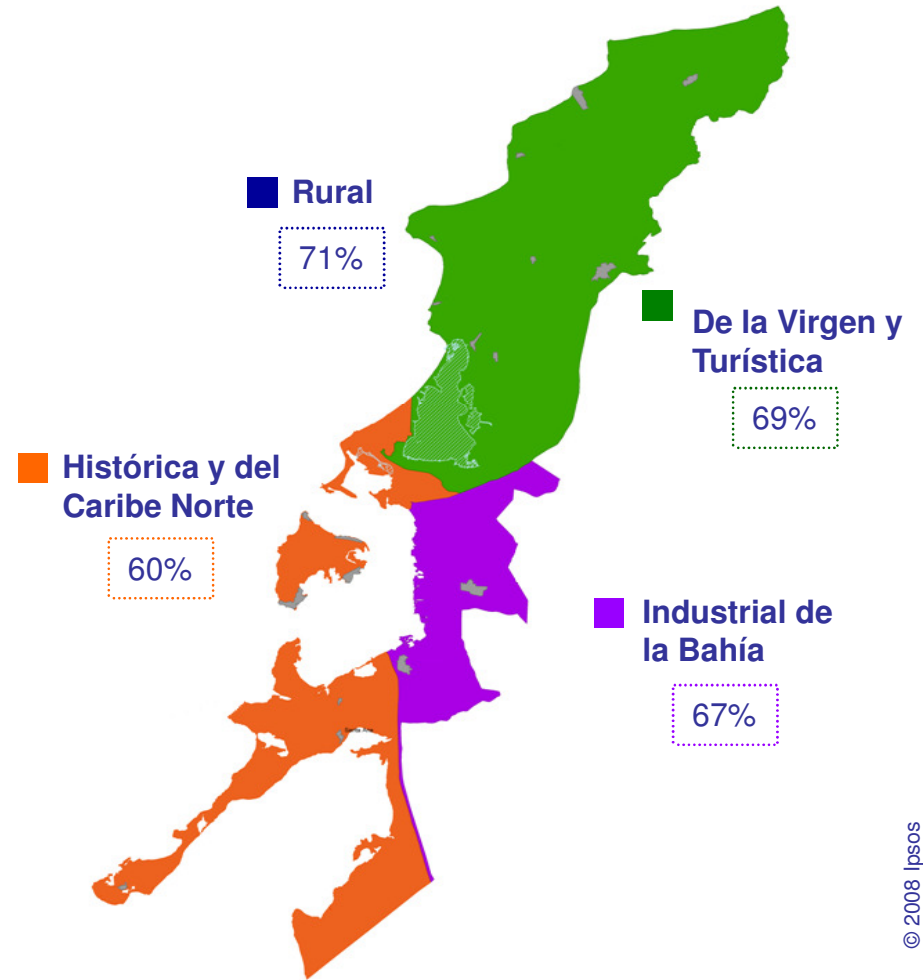 Rural
71%
De la Virgen y
Turística
69%
Histórica y del
Caribe Norte
60%
Industrial de
la Bahía
67%
© 2008 Ipsos